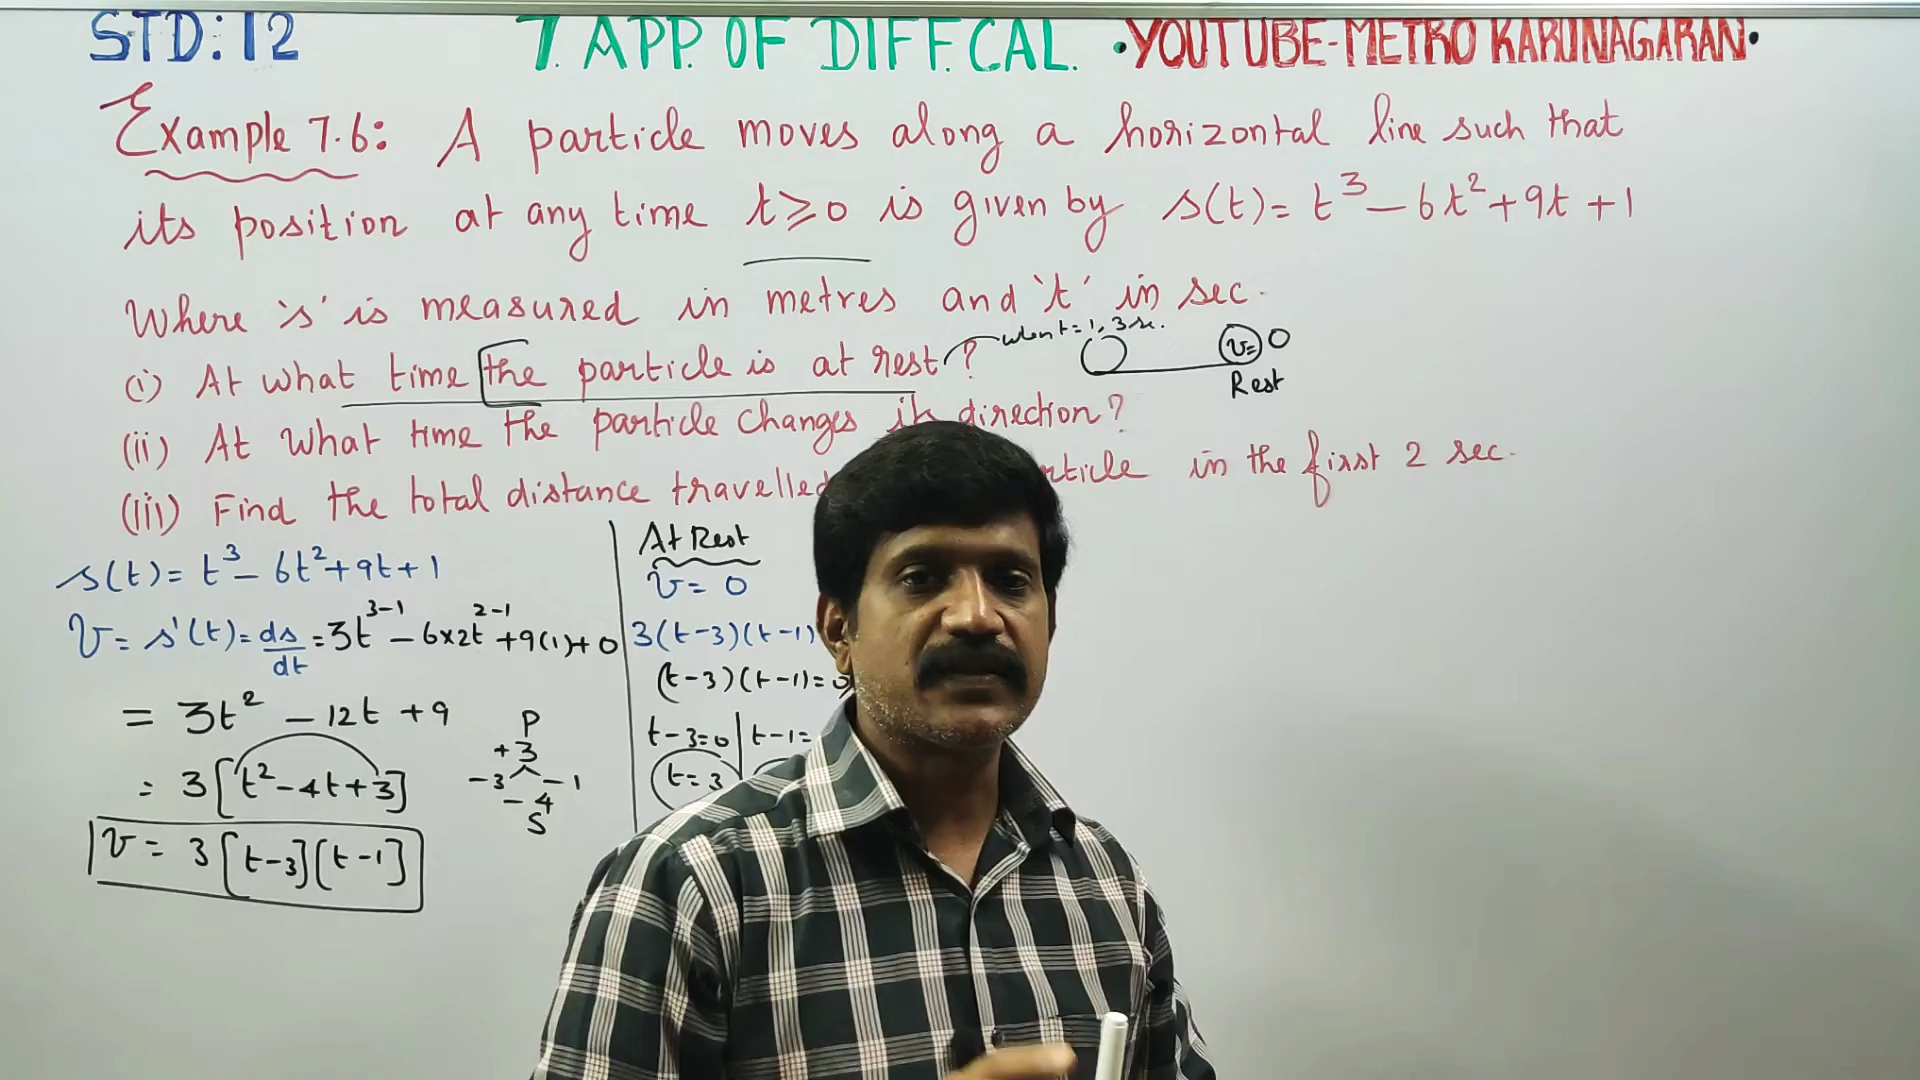 STD: 12 7. APP. OF DIFF. CAL. •YOUTUBE-METRO KARUNAGARAN•
Example 7.6: A particle moves along a horizontal line such that
its position at any time t≥0 is given by s(t)= t³-6t²+9t+1
Where 's' is measured in metres and 't' in sec.
when t=1, 3 sec.
(i) At what time the particle is at rest?
v= 0
Rest
(ii) At what time the particle changes direction?
(iii) Find the total distance travelled in the first 2 sec.
s(t)= t³-6t²+9t+1
V= s'(t)= ds/dt =3t³⁻¹ - 6×2t²⁻¹ +9(1)+0
= 3t² - 12t +9
= 3[t²-4t+3]
V= 3[t-3][t-1]
P
+3
-3 -1
-4
S
At Rest
V= 0
3(t-3)(t-1)
(t-3)(t-1)=0
t-3=0 t-1=
t=3